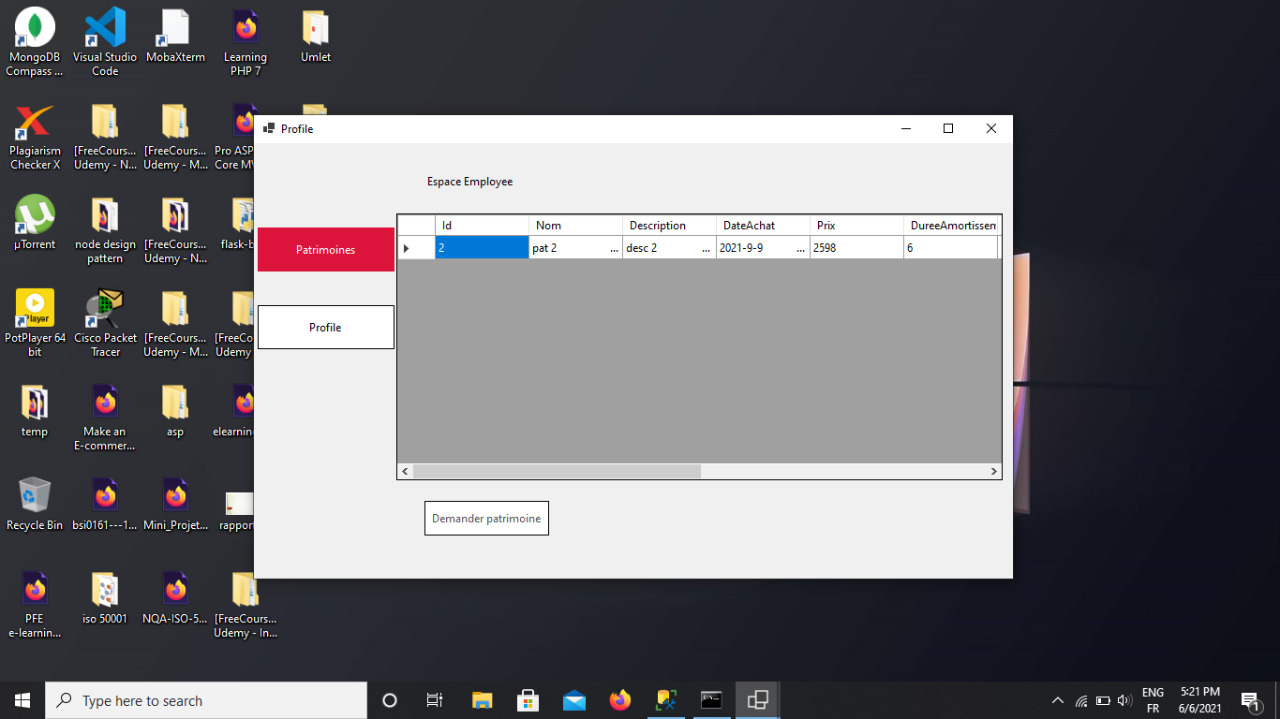 MongoDB
Compass ...
Visual Studio
Code
MobaXterm
Learning
PHP 7
Umlet
Plagiarism
Checker X
[FreeCours...
Udemy - N...
[FreeCours...
Udemy - M...
Pro ASP
Core M
µTorrent
node design
pattern
[FreeCours...
Udemy - N...
flask-b
PotPlayer 64
bit
Cisco Packet
Tracer
[FreeCours...
Udemy - M...
[FreeCo
Udemy
temp
Make an
E-commer...
asp
elearning
Recycle Bin
bsi0161---1...
Mini_Projet...
rapport
PFE
e-learnin...
iso 50001
NQA-ISO-5...
[FreeCours...
Udemy - In...
Profile
Espace Employee
Patrimoines
Profile
Id Nom Description DateAchat Prix DureeAmortissen
2 pat 2 ... desc 2 ... 2021-9-9 ... 2598 6
Demander patrimoine
Type here to search
ENG
FR
5:21 PM
6/6/2021
1